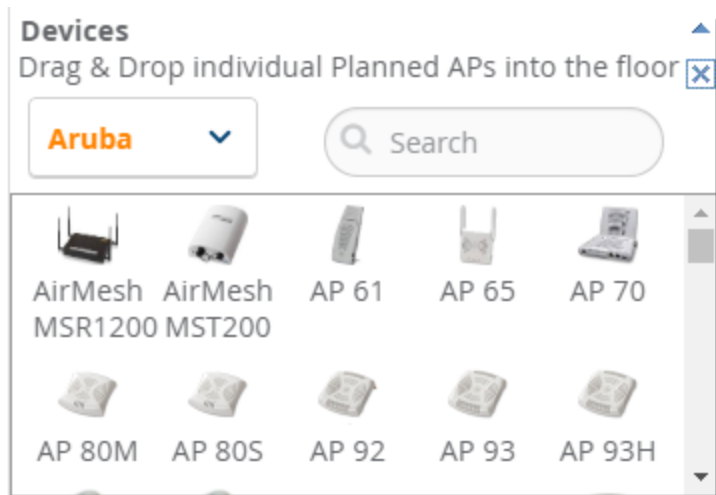 Devices
Drag & Drop individual Planned APs into the floor
Aruba
Search
AirMesh MSR1200
AirMesh MST200
AP 61
AP 65
AP 70
AP 80M
AP 80S
AP 92
AP 93
AP 93H